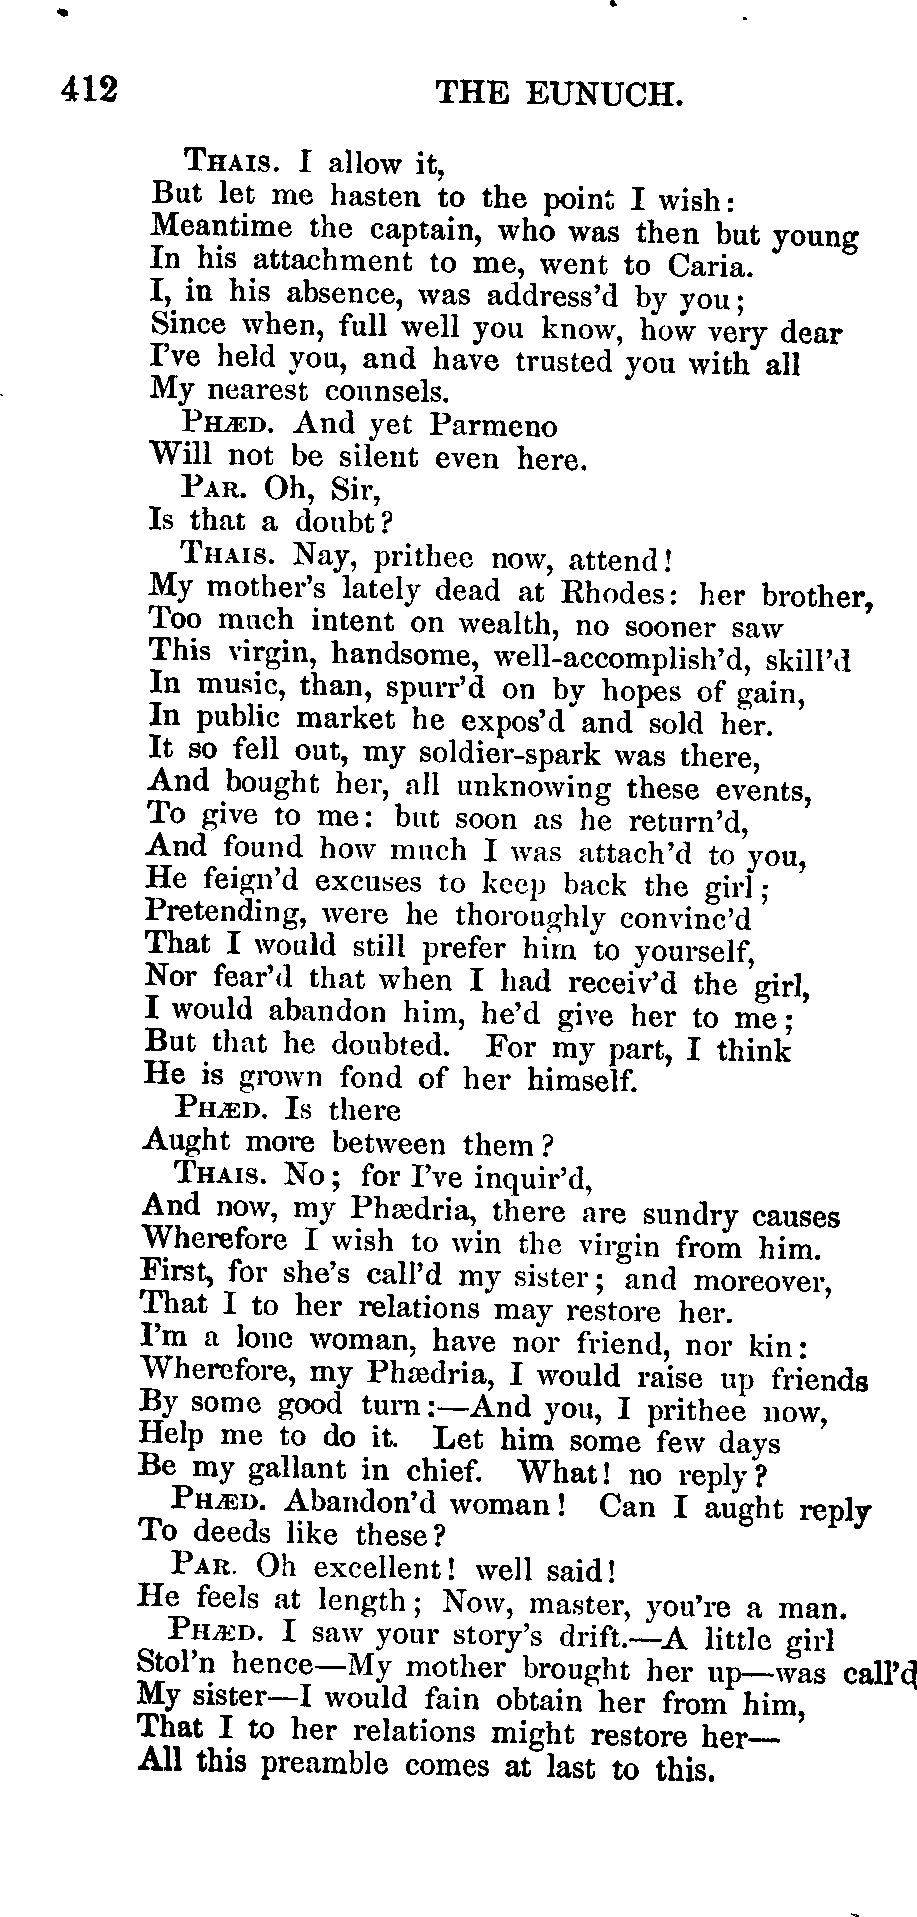 412 THE EUNUCH.
THAIS. I allow it,
But let me hasten to the point I wish:
Meantime the captain, who was then but young
In his attachment to me, went to Caria.
I, in his absence, was address'd by you;
Since when, full well you know, how very dear
I've held you, and have trusted you with all
My nearest counsels.
PHÆD. And yet Parmeno
Will not be silent even here.
PAR. Oh, Sir,
Is that a doubt?
THAIS. Nay, prithee now, attend!
My mother's lately dead at Rhodes: her brother,
Too much intent on wealth, no sooner saw
This virgin, handsome, well-accomplish'd, skill'd
In music, than, spurr'd on by hopes of gain,
In public market he expos'd and sold her.
It so fell out, my soldier-spark was there,
And bought her, all unknowing these events,
To give to me: but soon as he return'd,
And found how much I was attach'd to you,
He feign'd excuses to keep back the girl;
Pretending, were he thoroughly convinc'd
That I would still prefer him to yourself,
Nor fear'd that when I had receiv'd the girl,
I would abandon him, he'd give her to me;
But that he doubted. For my part, I think
He is grown fond of her himself.
PHÆD. Is there
Aught more between them?
THAIS. No; for I've inquir'd,
And now, my Phædria, there are sundry causes
Wherefore I wish to win the virgin from him.
First, for she's call'd my sister; and moreover,
That I to her relations may restore her.
I'm a lone woman, have nor friend, nor kin:
Wherefore, my Phædria, I would raise up friends
By some good turn:—And you, I prithee now,
Help me to do it. Let him some few days
Be my gallant in chief. What! no reply?
PHÆD. Abandon'd woman! Can I aught reply
To deeds like these?
PAR. Oh excellent! well said!
He feels at length; Now, master, you're a man.
PHÆD. I saw your story's drift.—A little girl
Stol'n hence—My mother brought her up—was call'd
My sister—I would fain obtain her from him,
That I to her relations might restore her—
All this preamble comes at last to this.